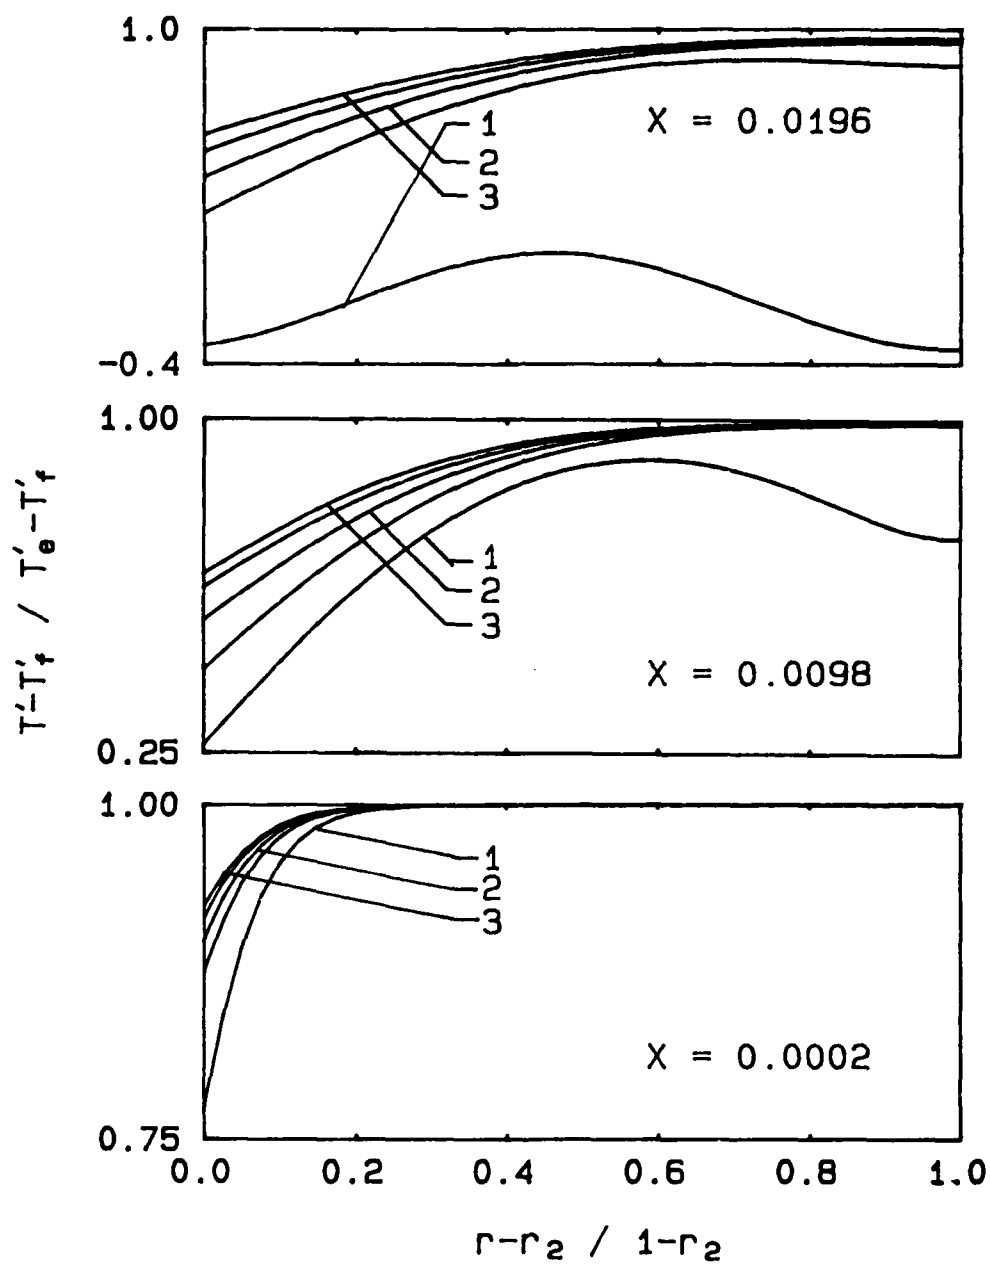 1.0
1
2
3
X = 0.0196
-0.4
1.00
1
2
3
X = 0.0098
0.25
1.00
1
2
3
X = 0.0002
0.75
0.0 0.2 0.4 0.6 0.8 1.0
r-r₂ / 1-r₂
T′-T′f / T′e-T′f